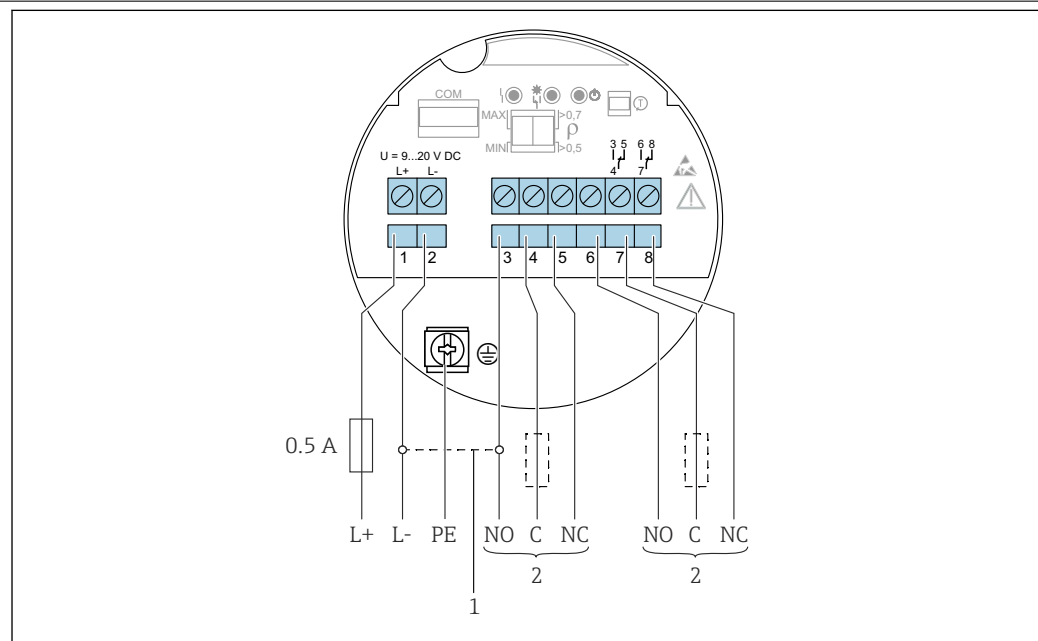 COM
MAX
>0,7
ρ
MIN
>0,5
T
U = 9...20 V DC
L+ L-
3 5 6 8
4 7
1 2 3 4 5 6 7 8
0.5 A
L+ L- PE NO C NC NO C NC
2 2
1